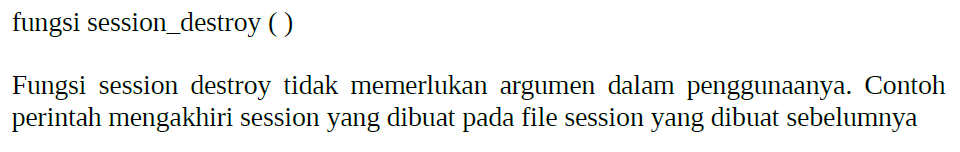 fungsi session_destroy ( )
Fungsi session destroy tidak memerlukan argumen dalam penggunaanya. Contoh
perintah mengakhiri session yang dibuat pada file session yang dibuat sebelumnya